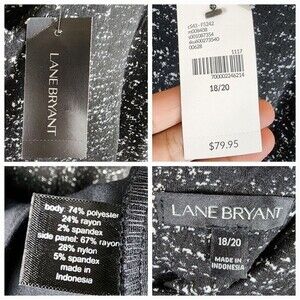 LANE BRYANT
1117
18/20
$79.95
body: 74% polyester
24% rayon
2% spandex
side panel: 67% rayon
28% nylon
5% spandex
made in
Indonesia
LANE BRYANT
18/20
MADE IN
INDONESIA